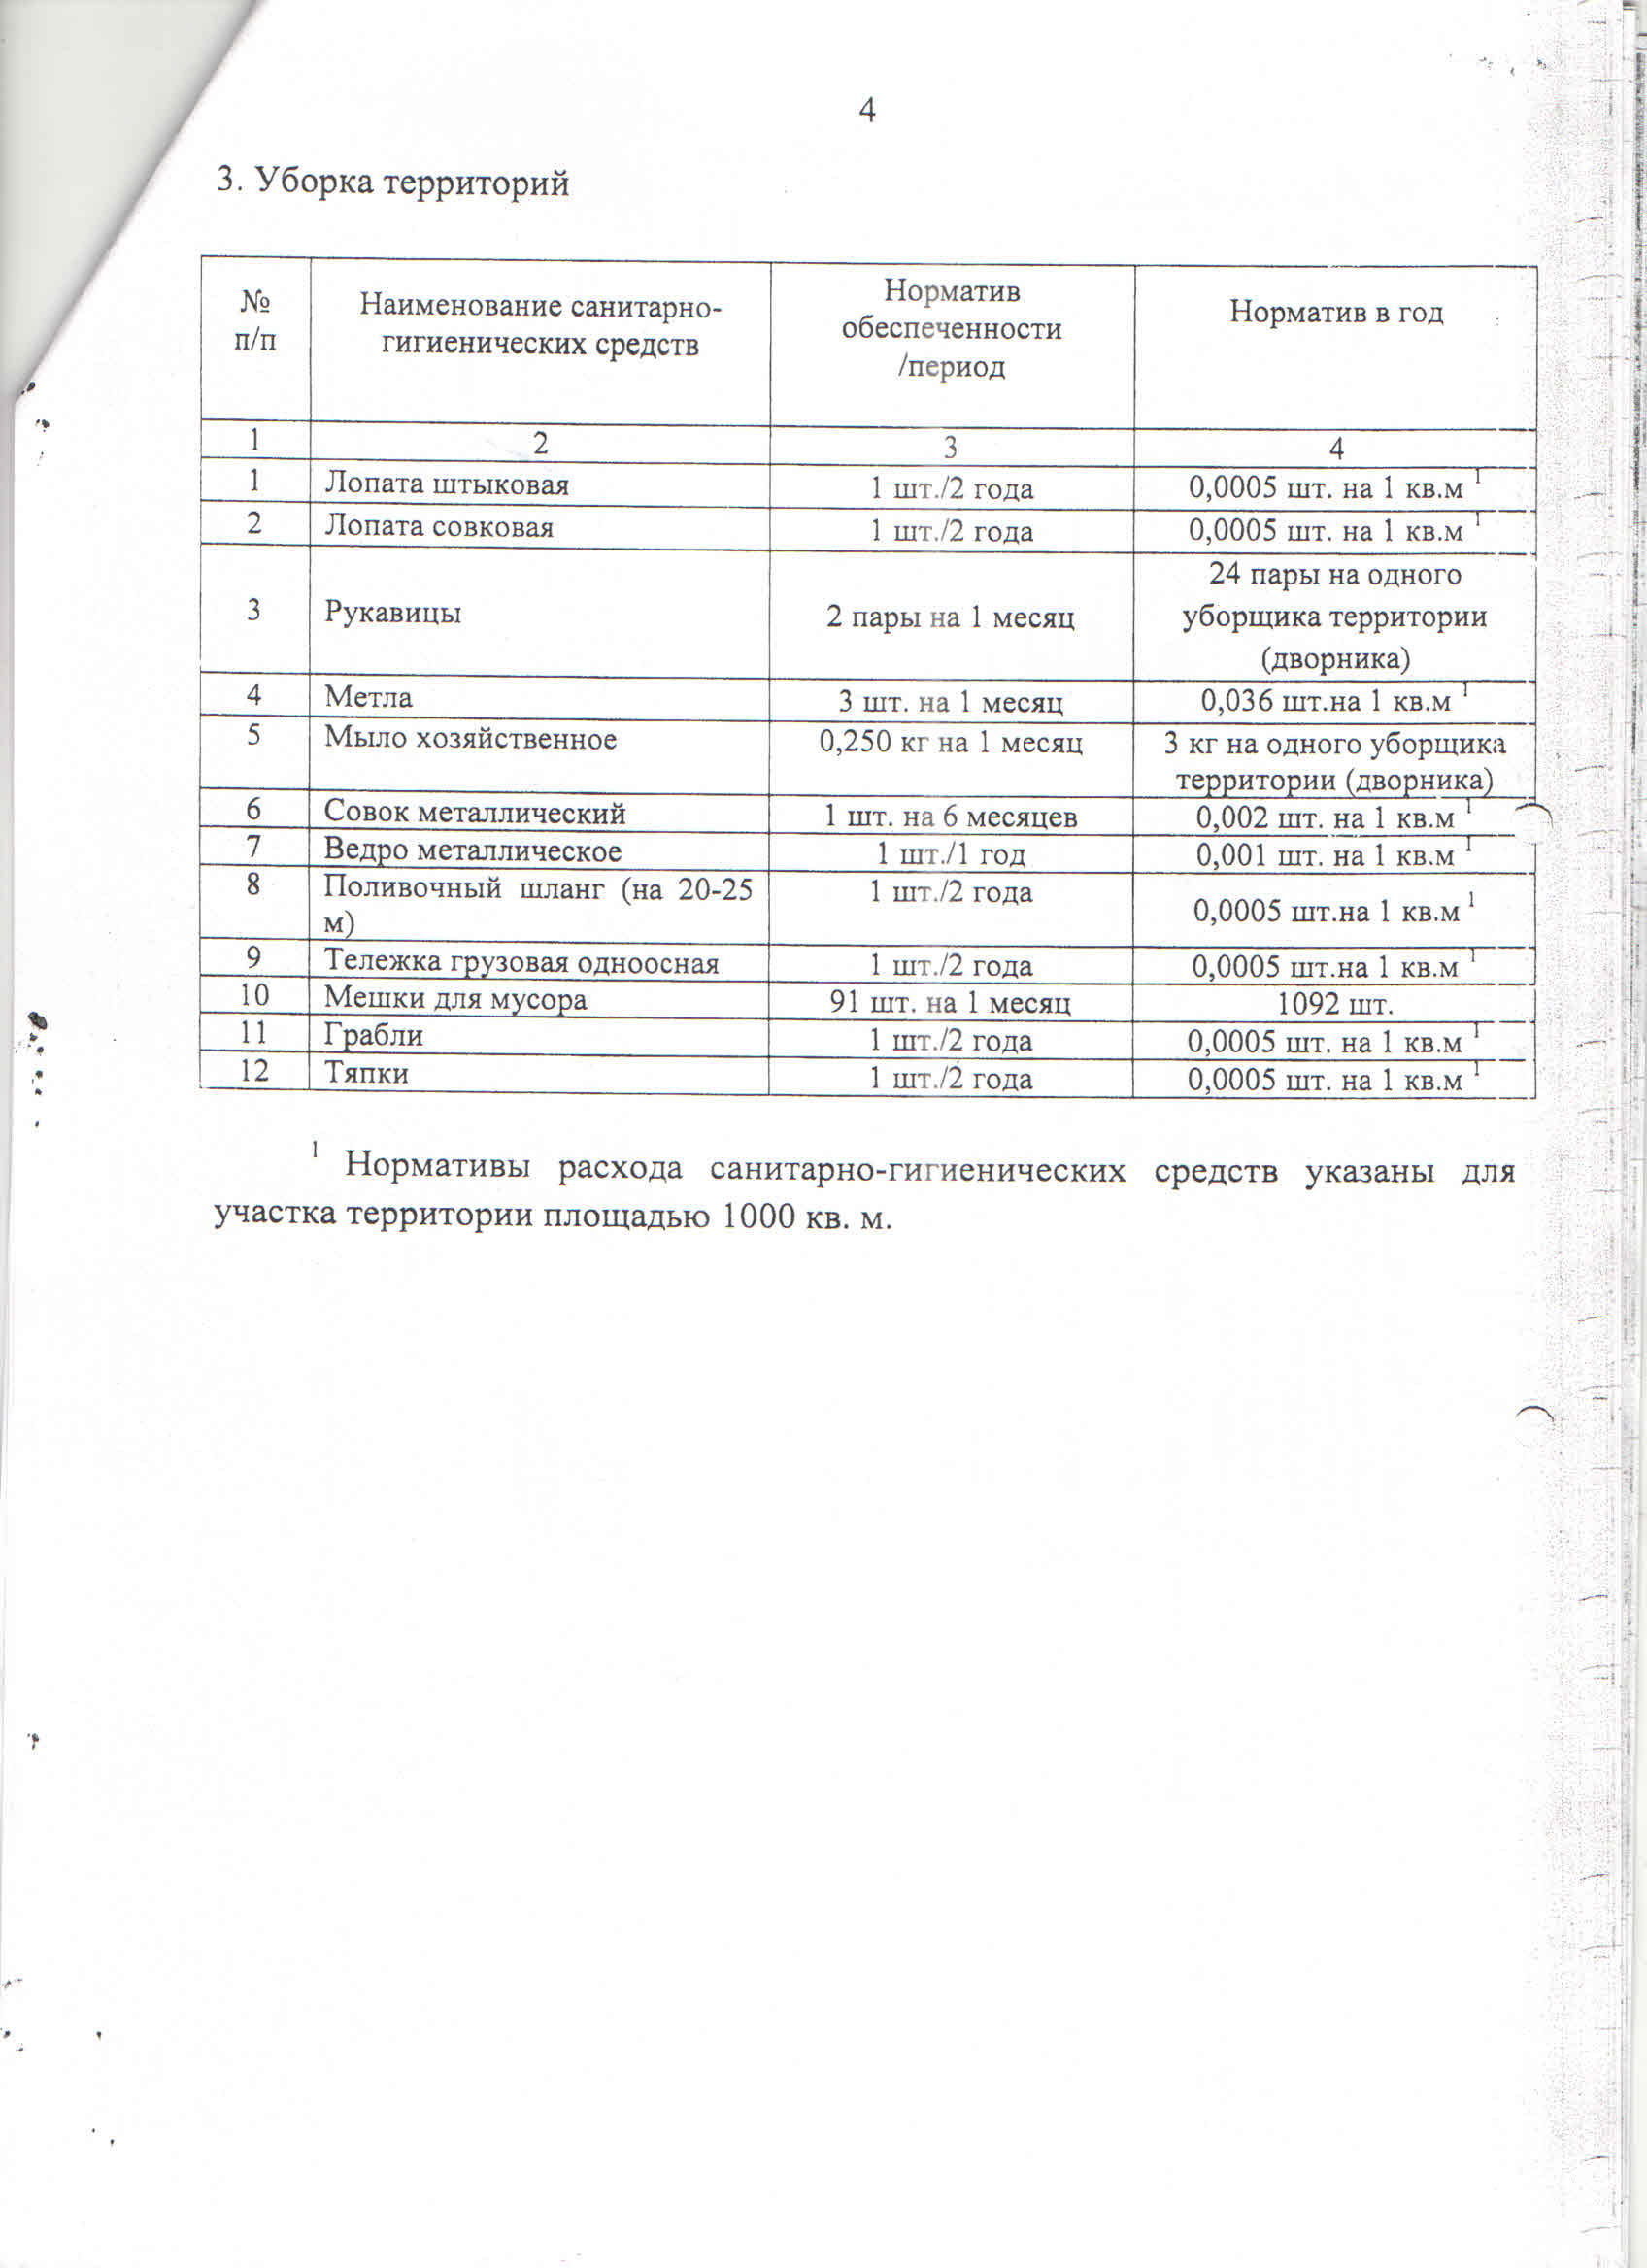 4
3. Уборка территорий
№ п/п | Наименование санитарно-гигиенических средств | Норматив обеспеченности /период | Норматив в год
1 | 2 | 3 | 4
1 | Лопата штыковая | 1 шт./2 года | 0,0005 шт. на 1 кв.м ¹
2 | Лопата совковая | 1 шт./2 года | 0,0005 шт. на 1 кв.м ¹
3 | Рукавицы | 2 пары на 1 месяц | 24 пары на одного уборщика территории (дворника)
4 | Метла | 3 шт. на 1 месяц | 0,036 шт.на 1 кв.м ¹
5 | Мыло хозяйственное | 0,250 кг на 1 месяц | 3 кг на одного уборщика территории (дворника)
6 | Совок металлический | 1 шт. на 6 месяцев | 0,002 шт. на 1 кв.м ¹
7 | Ведро металлическое | 1 шт./1 год | 0,001 шт. на 1 кв.м ¹
8 | Поливочный шланг (на 20-25 м) | 1 шт./2 года | 0,0005 шт.на 1 кв.м ¹
9 | Тележка грузовая одноосная | 1 шт./2 года | 0,0005 шт.на 1 кв.м ¹
10 | Мешки для мусора | 91 шт. на 1 месяц | 1092 шт.
11 | Грабли | 1 шт./2 года | 0,0005 шт. на 1 кв.м ¹
12 | Тяпки | 1 шт./2 года | 0,0005 шт. на 1 кв.м ¹
¹ Нормативы расхода санитарно-гигиенических средств указаны для
участка территории площадью 1000 кв. м.